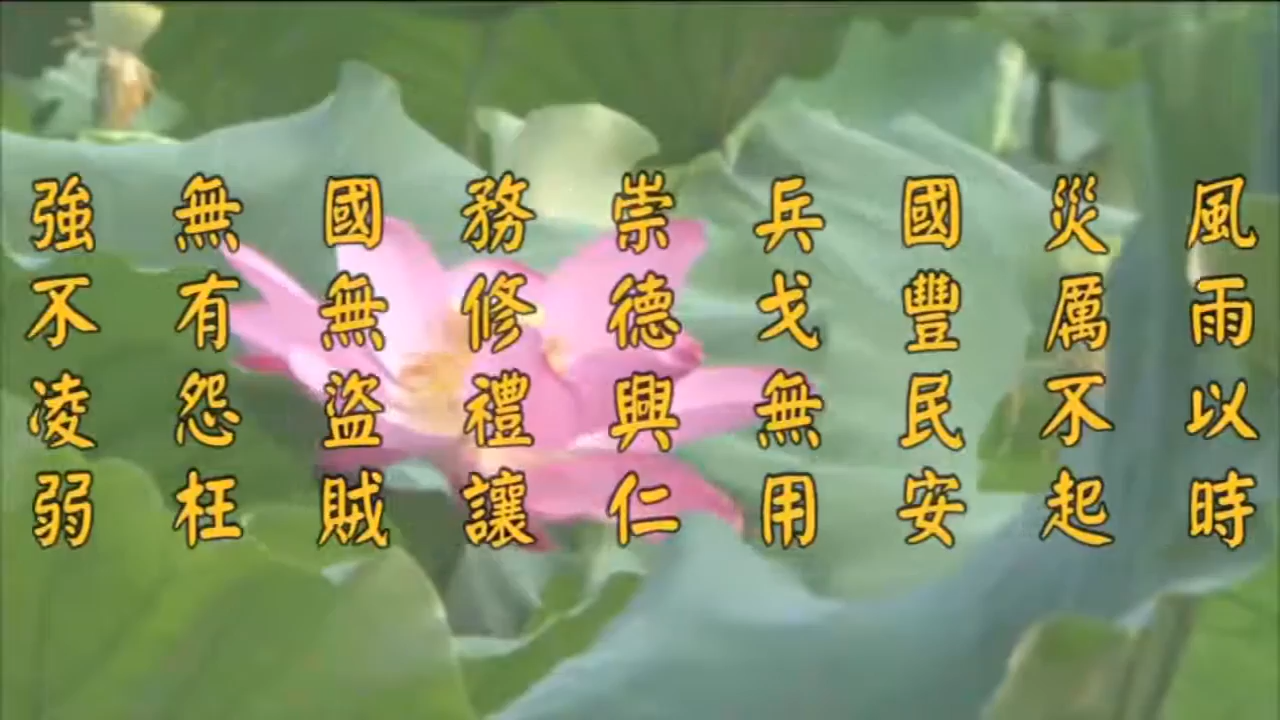 風雨以時
災厲不起
國豐民安
兵戈無用
崇德興仁
務修禮讓
國無盜賊
無有怨枉
強不凌弱